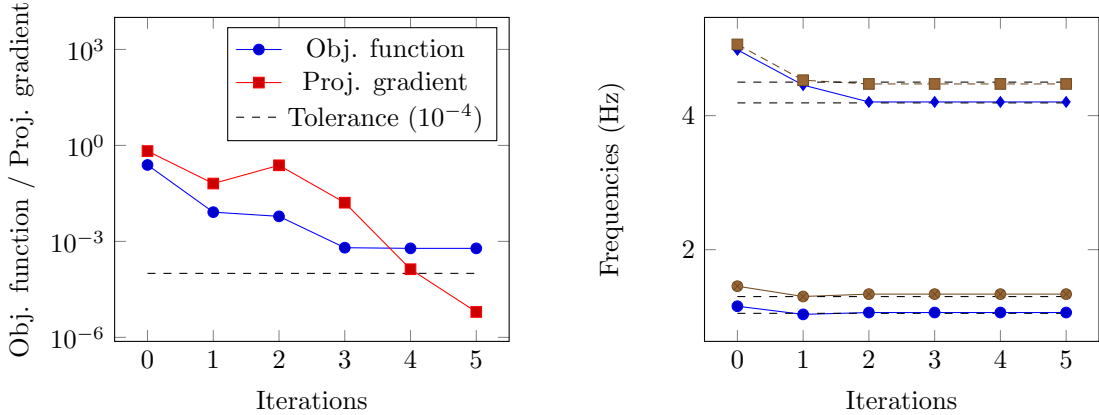 Obj. function / Proj. gradient
10^3
10^0
10^−3
10^−6
Obj. function
Proj. gradient
Tolerance (10^−4)
0 1 2 3 4 5
Iterations
Frequencies (Hz)
4
2
0 1 2 3 4 5
Iterations